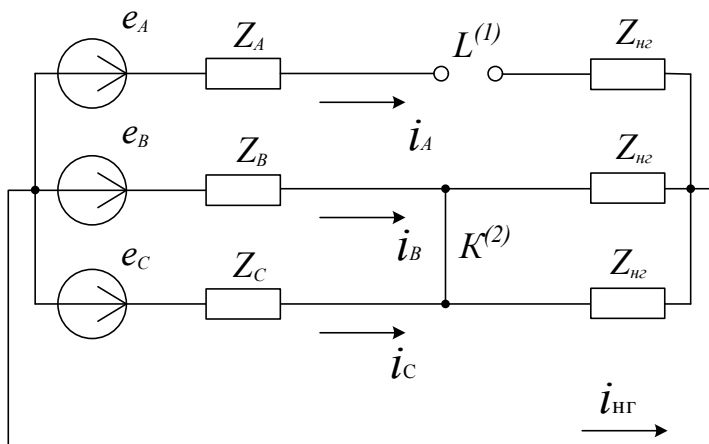 e_A Z_A L^(1) Z_нг
i_A
e_B Z_B Z_нг
i_B K^(2)
e_C Z_C Z_нг
i_C
i_нг